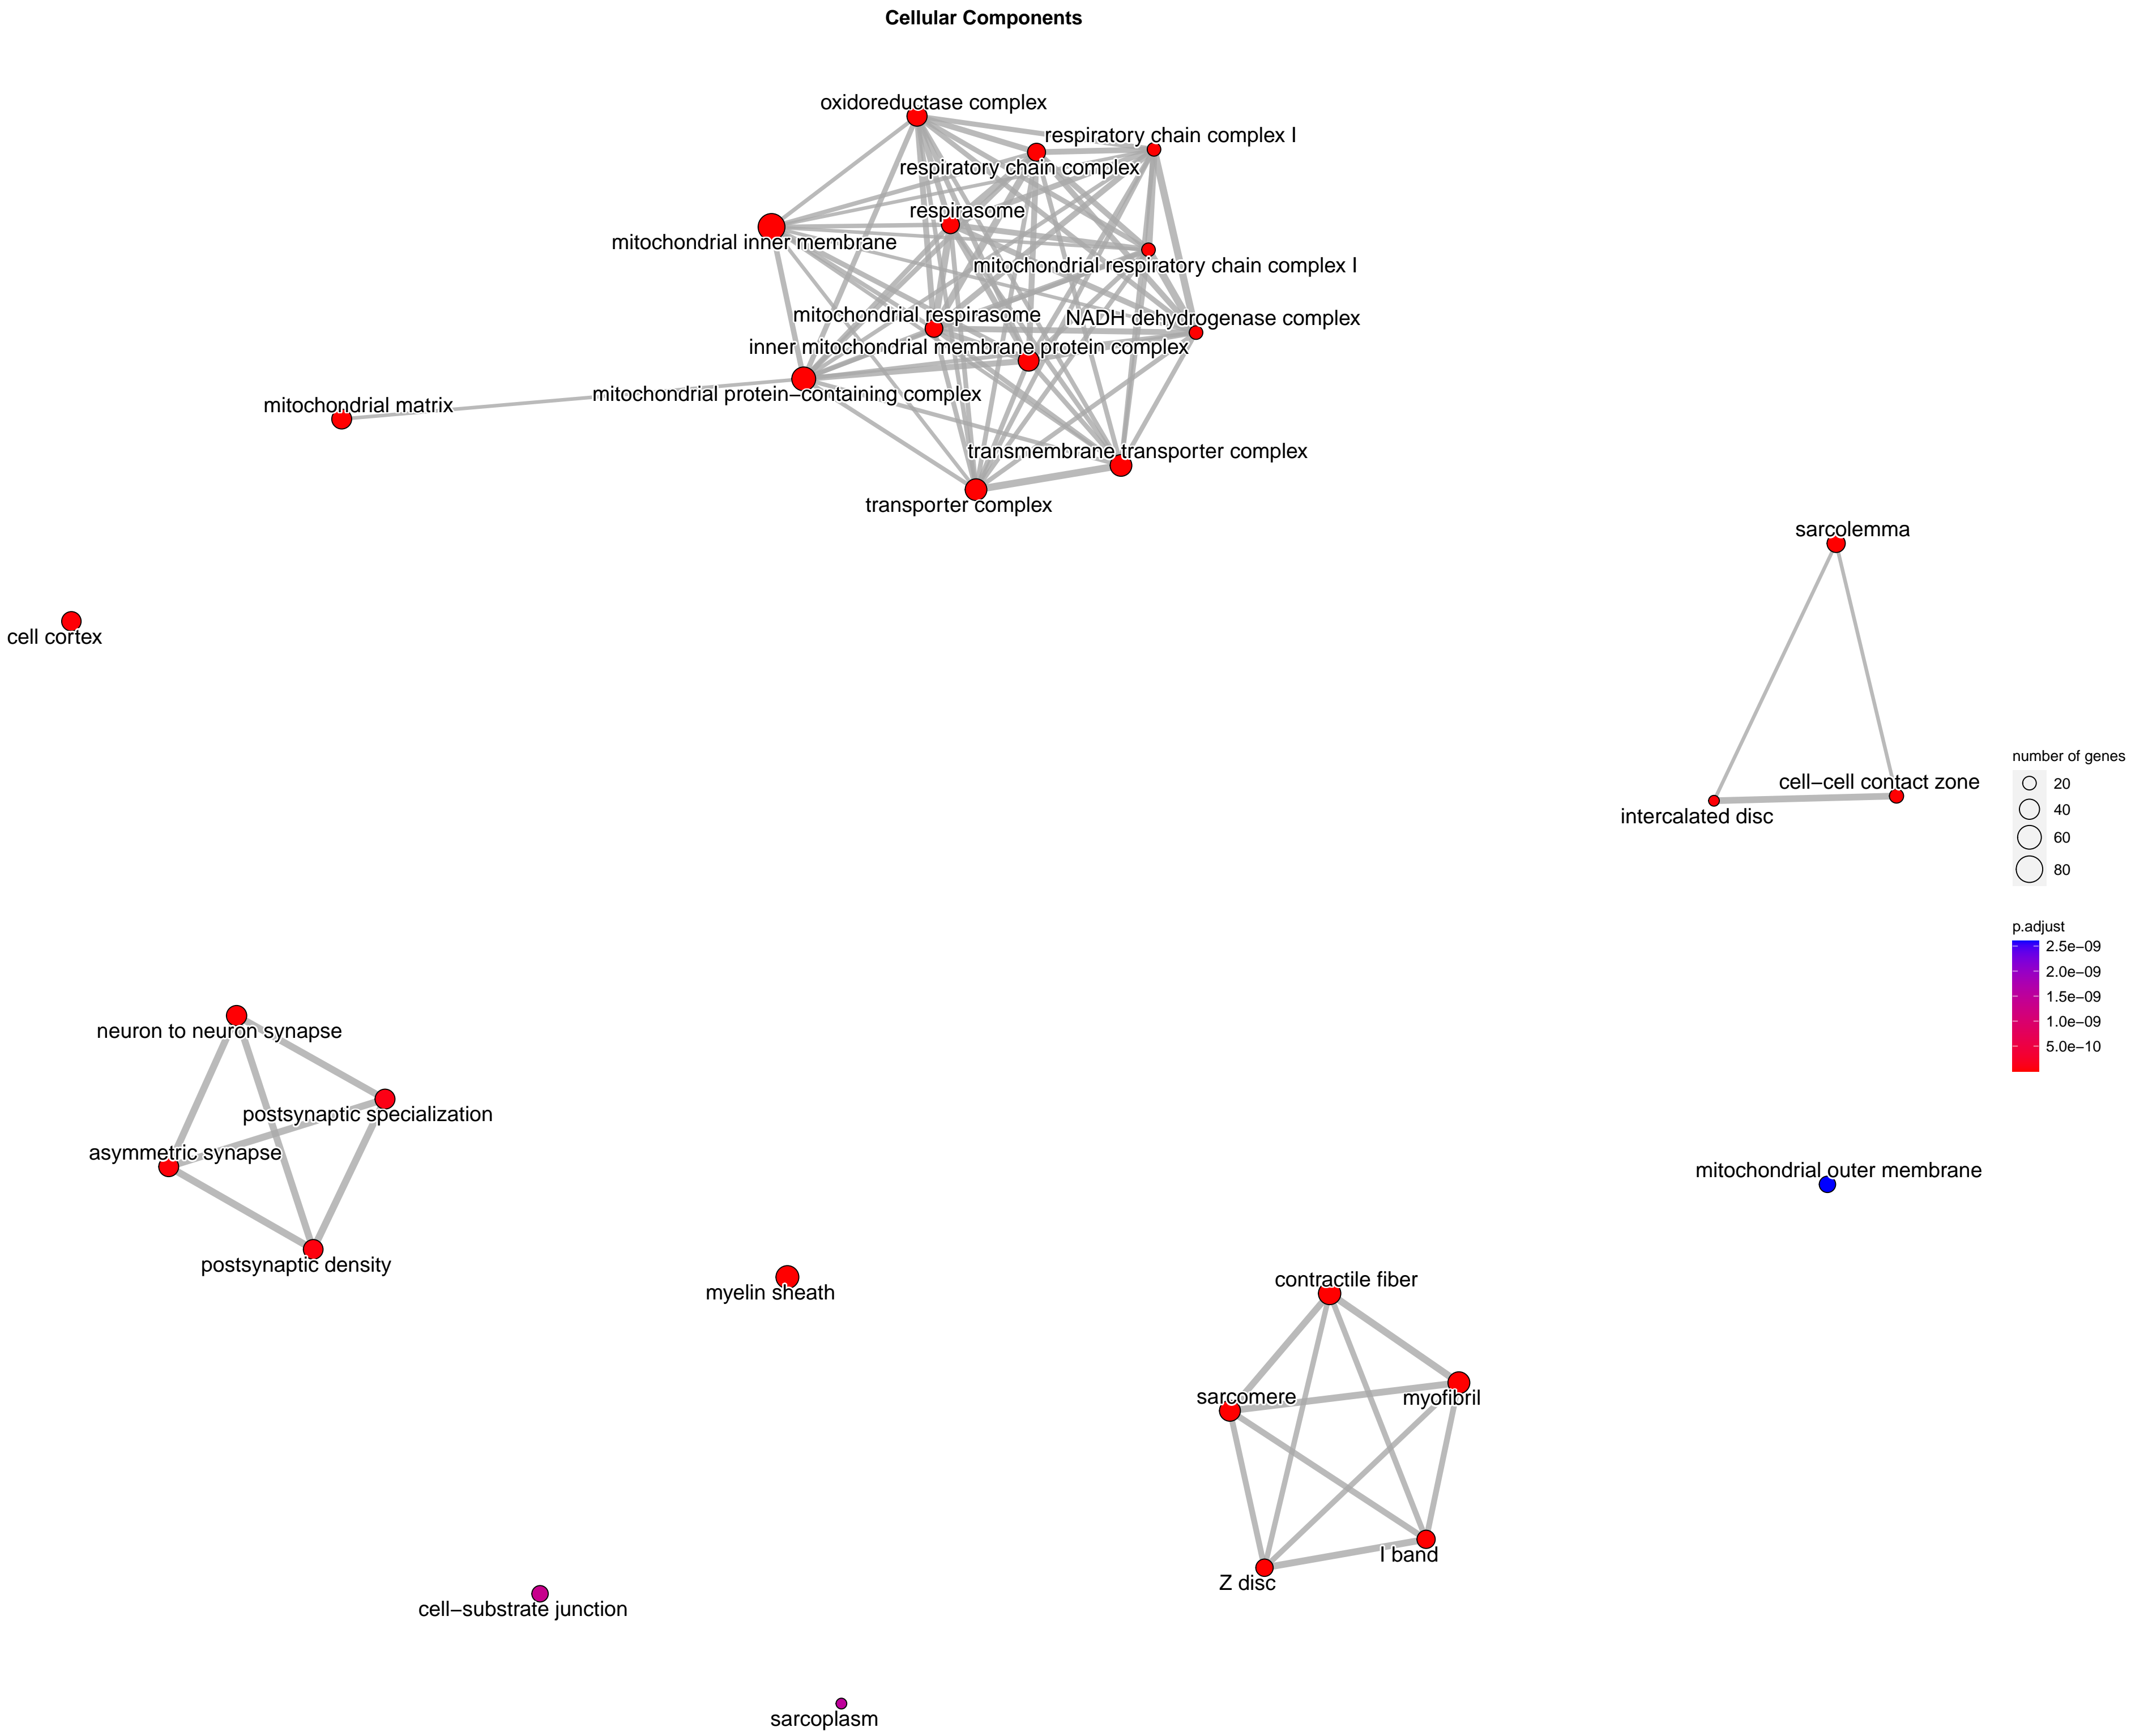 Cellular Components
oxidoreductase complex
respiratory chain complex I
respiratory chain complex
respirasome
mitochondrial inner membrane
mitochondrial respiratory chain complex I
mitochondrial respirasome
NADH dehydrogenase complex
inner mitochondrial membrane protein complex
mitochondrial protein−containing complex
mitochondrial matrix
transmembrane transporter complex
transporter complex
sarcolemma
cell cortex
cell−cell contact zone
intercalated disc
number of genes
20
40
60
80
p.adjust
2.5e−09
2.0e−09
1.5e−09
1.0e−09
5.0e−10
neuron to neuron synapse
postsynaptic specialization
asymmetric synapse
postsynaptic density
mitochondrial outer membrane
myelin sheath
contractile fiber
sarcomere
myofibril
I band
Z disc
cell−substrate junction
sarcoplasm